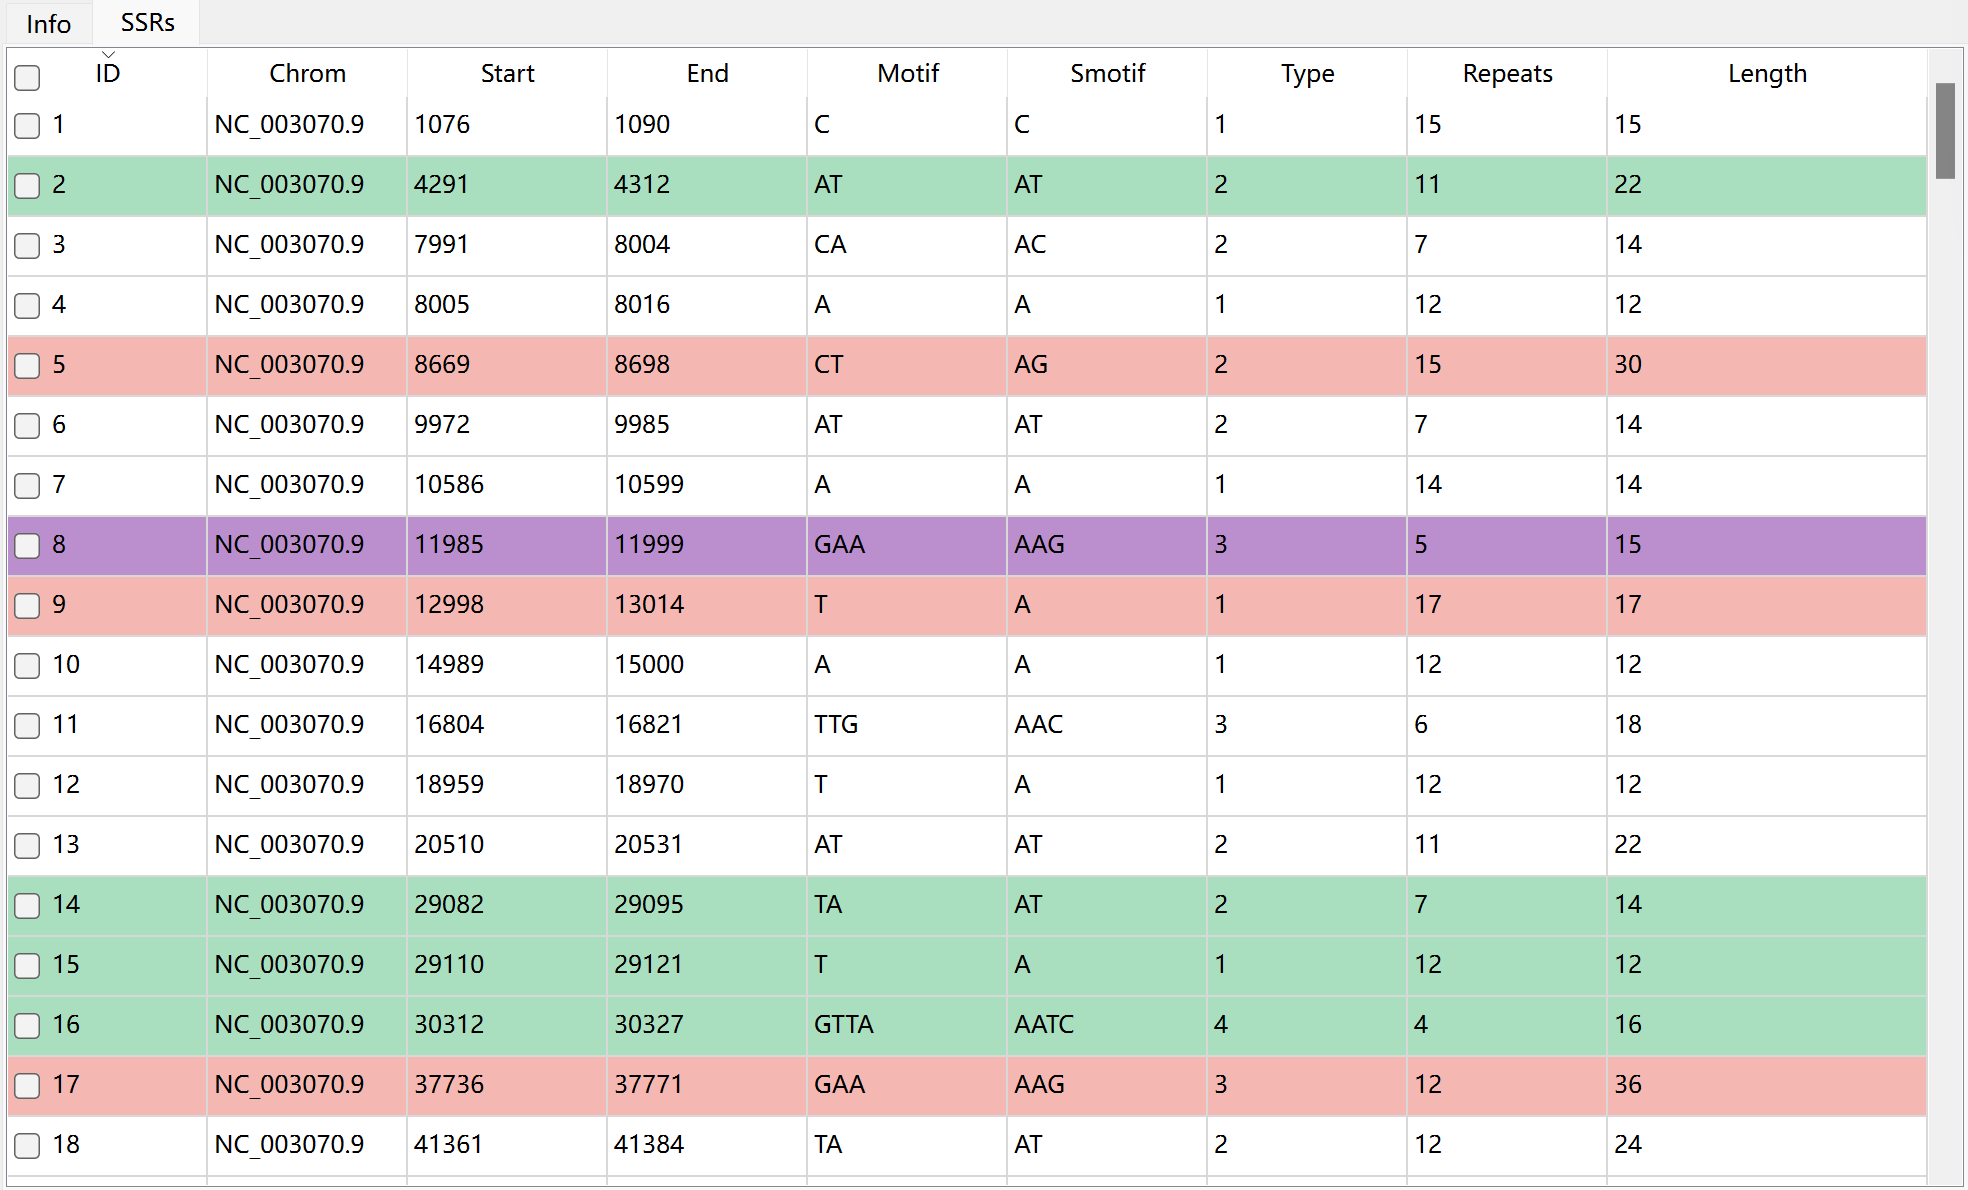 Info SSRs
ID Chrom Start End Motif Smotif Type Repeats Length
1 NC_003070.9 1076 1090 C C 1 15 15
2 NC_003070.9 4291 4312 AT AT 2 11 22
3 NC_003070.9 7991 8004 CA AC 2 7 14
4 NC_003070.9 8005 8016 A A 1 12 12
5 NC_003070.9 8669 8698 CT AG 2 15 30
6 NC_003070.9 9972 9985 AT AT 2 7 14
7 NC_003070.9 10586 10599 A A 1 14 14
8 NC_003070.9 11985 11999 GAA AAG 3 5 15
9 NC_003070.9 12998 13014 T A 1 17 17
10 NC_003070.9 14989 15000 A A 1 12 12
11 NC_003070.9 16804 16821 TTG AAC 3 6 18
12 NC_003070.9 18959 18970 T A 1 12 12
13 NC_003070.9 20510 20531 AT AT 2 11 22
14 NC_003070.9 29082 29095 TA AT 2 7 14
15 NC_003070.9 29110 29121 T A 1 12 12
16 NC_003070.9 30312 30327 GTTA AATC 4 4 16
17 NC_003070.9 37736 37771 GAA AAG 3 12 36
18 NC_003070.9 41361 41384 TA AT 2 12 24